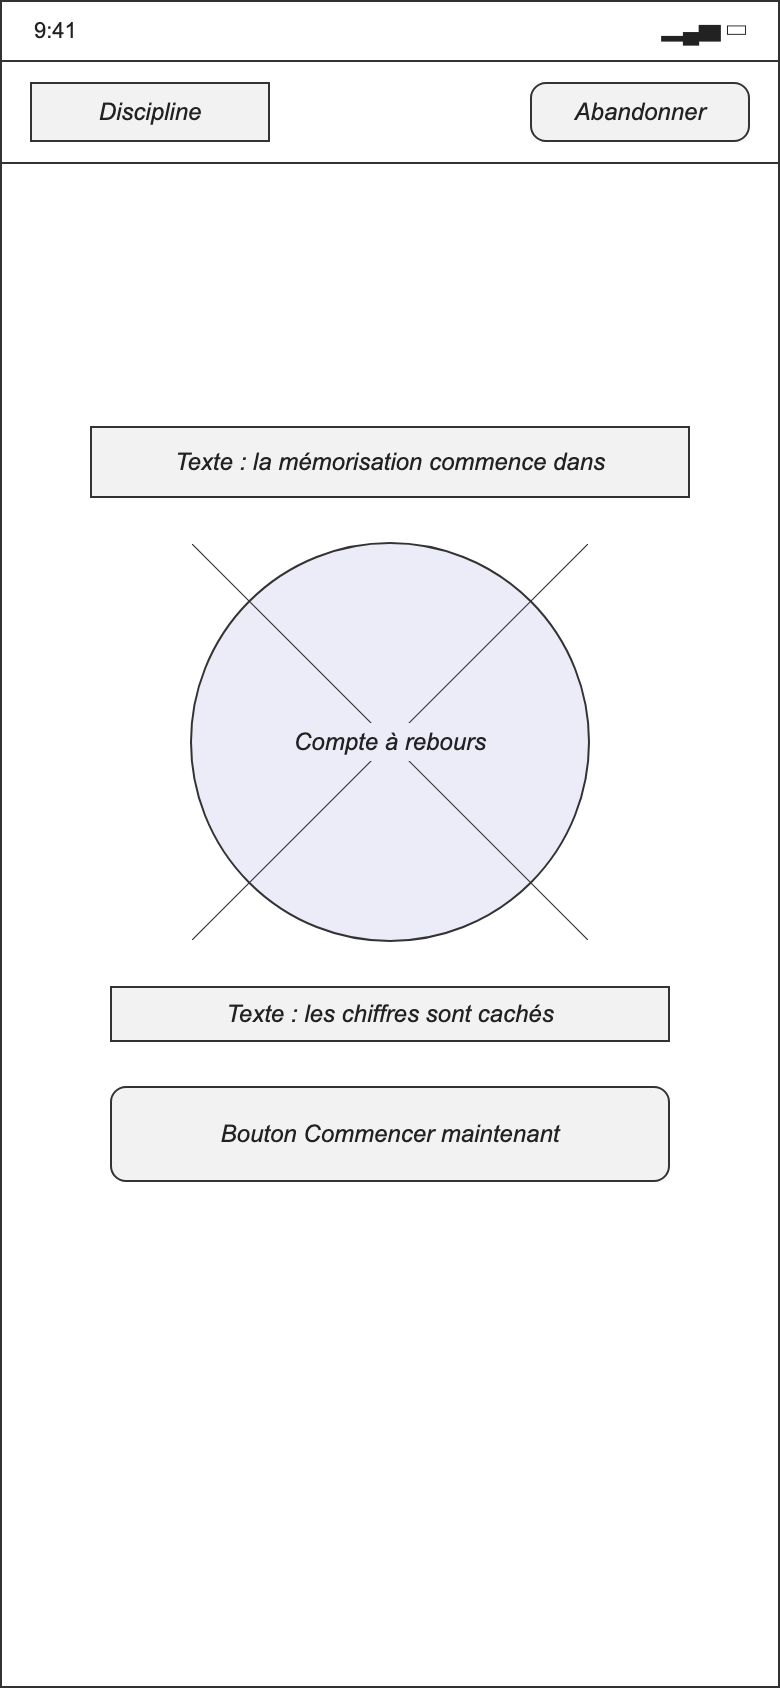 9:41
Discipline
Abandonner
Texte : la mémorisation commence dans
Compte à rebours
Texte : les chiffres sont cachés
Bouton Commencer maintenant